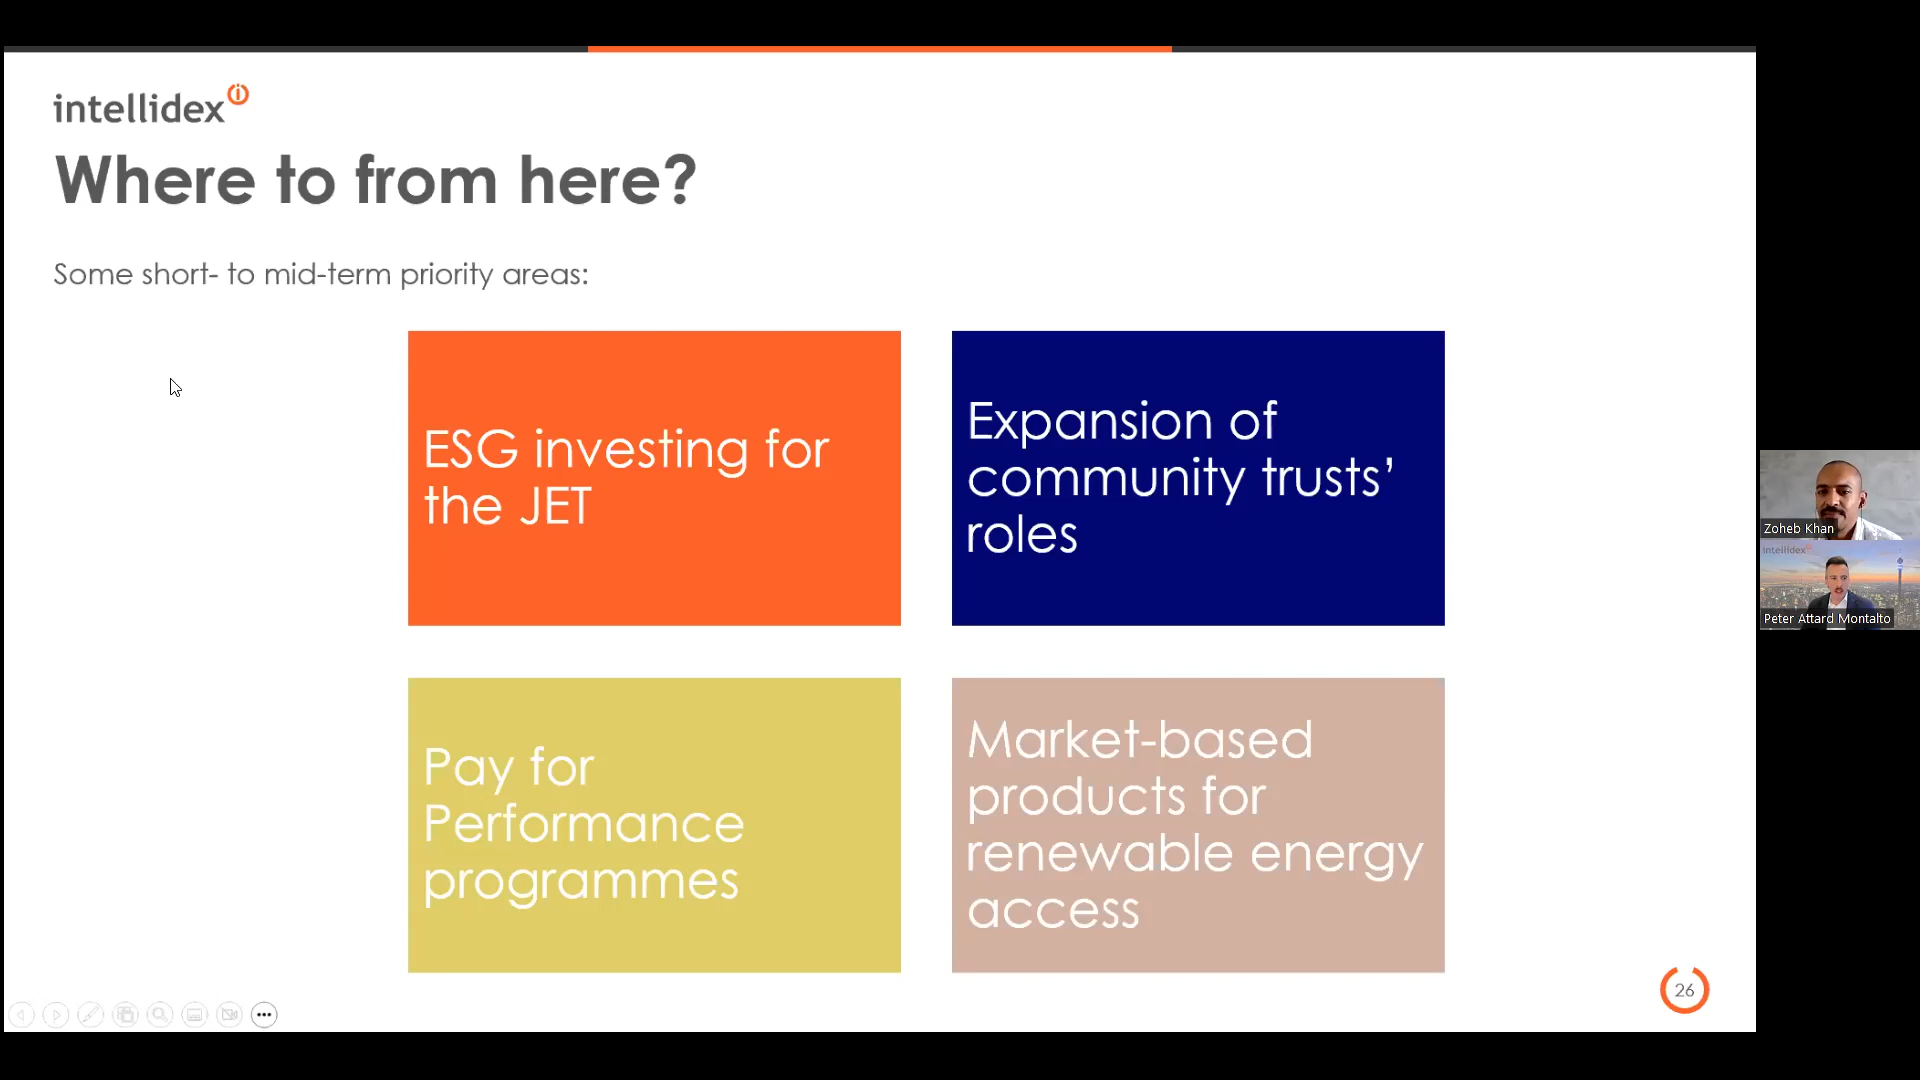 intellidex
Where to from here?
Some short- to mid-term priority areas:
ESG investing for
the JET
Expansion of
community trusts’
roles
Pay for
Performance
programmes
Market-based
products for
renewable energy
access
26
Zoheb Khan
intellidex
Peter Attard Montalto